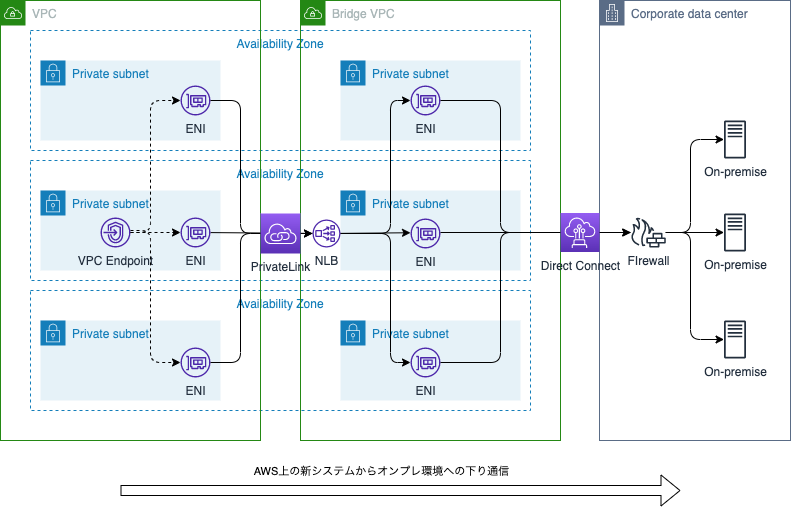 VPC
Bridge VPC
Corporate data center
Availability Zone
Private subnet
Private subnet
ENI
ENI
On-premise
Availability Zone
Private subnet
Private subnet
VPC Endpoint
ENI
PrivateLink
NLB
ENI
Direct Connect
FIrewall
On-premise
Availability Zone
Private subnet
Private subnet
ENI
ENI
On-premise
AWS上の新システムからオンプレ環境への下り通信